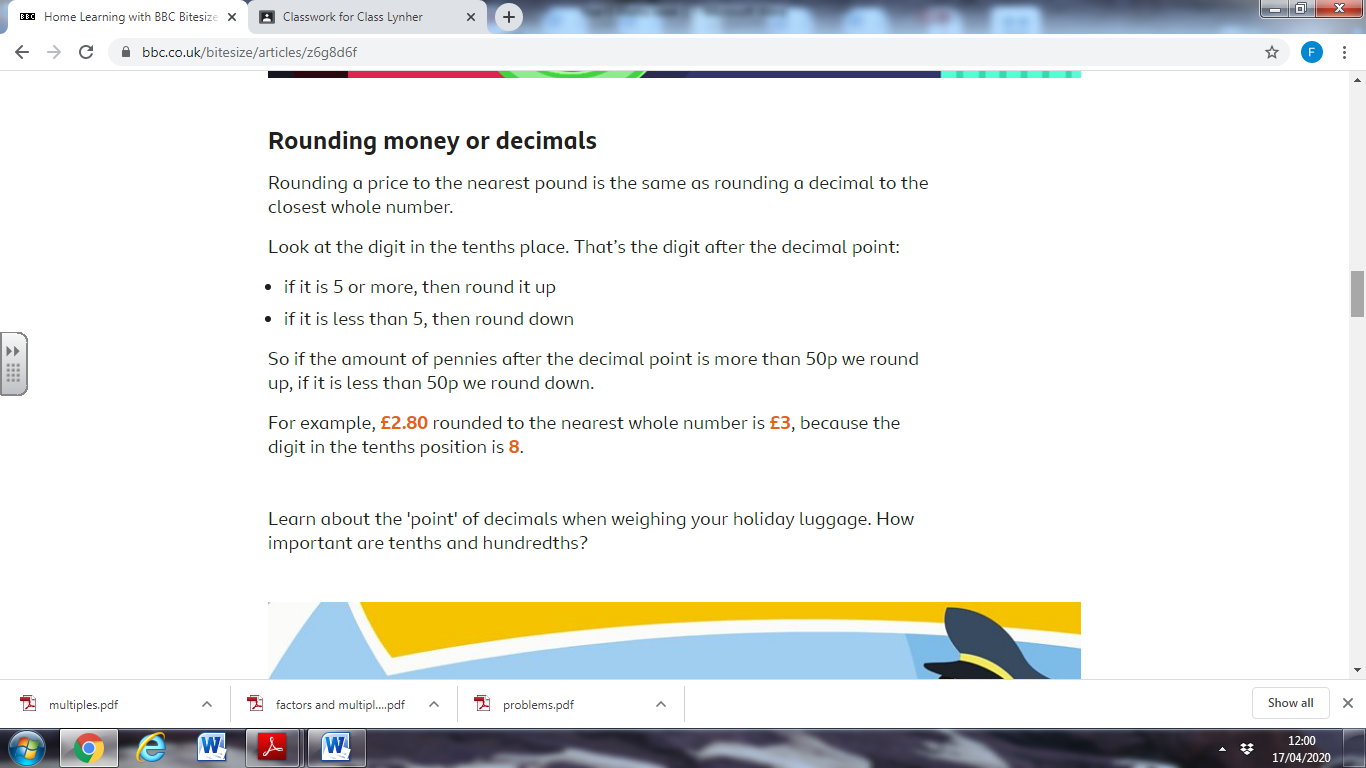 BBC Home Learning with BBC Bitesize
Classwork for Class Lynher
bbc.co.uk/bitesize/articles/z6g8d6f
F
Rounding money or decimals
Rounding a price to the nearest pound is the same as rounding a decimal to the
closest whole number.
Look at the digit in the tenths place. That's the digit after the decimal point:
• if it is 5 or more, then round it up
• if it is less than 5, then round down
So if the amount of pennies after the decimal point is more than 50p we round
up, if it is less than 50p we round down.
For example, £2.80 rounded to the nearest whole number is £3, because the
digit in the tenths position is 8.
Learn about the 'point' of decimals when weighing your holiday luggage. How
important are tenths and hundredths?
multiples.pdf
factors and multipl....pdf
problems.pdf
Show all
12:00
17/04/2020